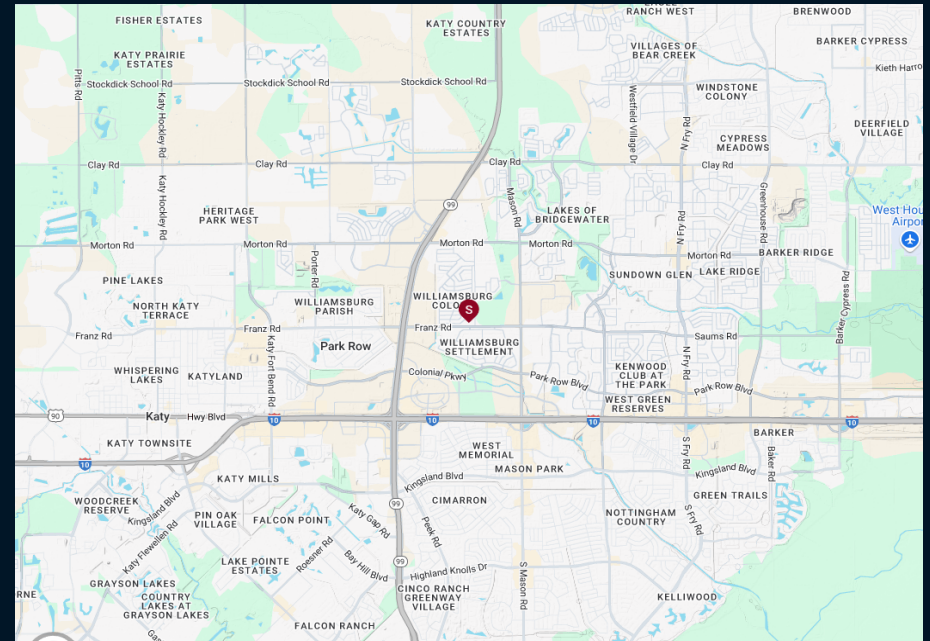 FISHER ESTATES
KATY COUNTRY
ESTATES
RANCH WEST
BRENWOOD
KATY PRAIRIE
ESTATES
VILLAGES OF
BEAR CREEK
BARKER CYPRESS
Kieth Harro
Pitts Rd
Stockdick School Rd
Stockdick School Rd
Stockdick School Rd
Katy Hockley Rd
Westfield Village Dr
WINDSTONE
COLONY
N Fry Rd
DEERFIELD
VILLAGE
CYPRESS
MEADOWS
Clay Rd
Clay Rd
Clay Rd
Clay Rd
Katy Hockley Rd
Mason Rd
Greenhouse Rd
99
HERITAGE
PARK WEST
LAKES OF
BRIDGEWATER
N Fry Rd
West Hou
Airpor
Morton Rd
Morton Rd
Morton Rd
Morton Rd
Morton Rd
BARKER RIDGE
Porter Rd
PINE LAKES
SUNDOWN GLEN
LAKE RIDGE
Barker Cypress Rd
NORTH KATY
TERRACE
WILLIAMSBURG
PARISH
WILLIAMSBURG
COLO
S
Franz Rd
Franz Rd
Franz Rd
Saums Rd
Park Row
WILLIAMSBURG
SETTLEMENT
Katy Fort Bend Rd
N Fry Rd
WHISPERING
LAKES
KATYLAND
Colonial Pkwy
Park Row Blvd
KENWOOD
CLUB AT
THE PARK
Park Row Blvd
WEST GREEN
RESERVES
90
Katy
Hwy Blvd
10
10
10
10
KATY TOWNSITE
WEST
MEMORIAL
S Fry Rd
BARKER
Baker Rd
10
MASON PARK
Kingsland Blvd
KATY MILLS
Kingsland Blvd
WOODCREEK
RESERVE
Kingsland Blvd
99
CIMARRON
GREEN TRAILS
PIN OAK
VILLAGE
FALCON POINT
Katy Gap Rd
Peek Rd
NOTTINGHAM
COUNTRY
S Fry Rd
Katy Flewellen Rd
Roesner Rd
Bay Hill Blvd
99
LAKE POINTE
ESTATES
Highland Knolls Dr
S Mason Rd
GRAYSON LAKES
CINCO RANCH
GREENWAY
VILLAGE
RNE
COUNTRY
LAKES AT
GRAYSON LAKES
KELLIWOOD
FALCON RANCH